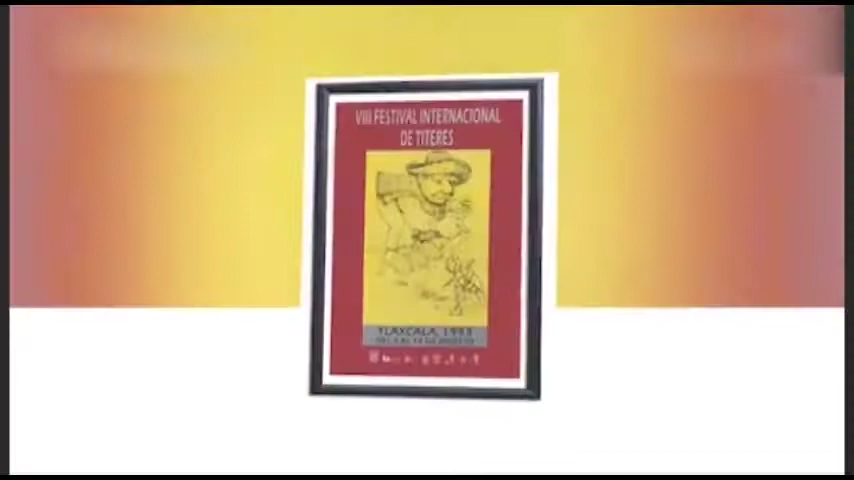 VIII FESTIVAL INTERNACIONAL
DE TITERES
TLAXCALA, 1993